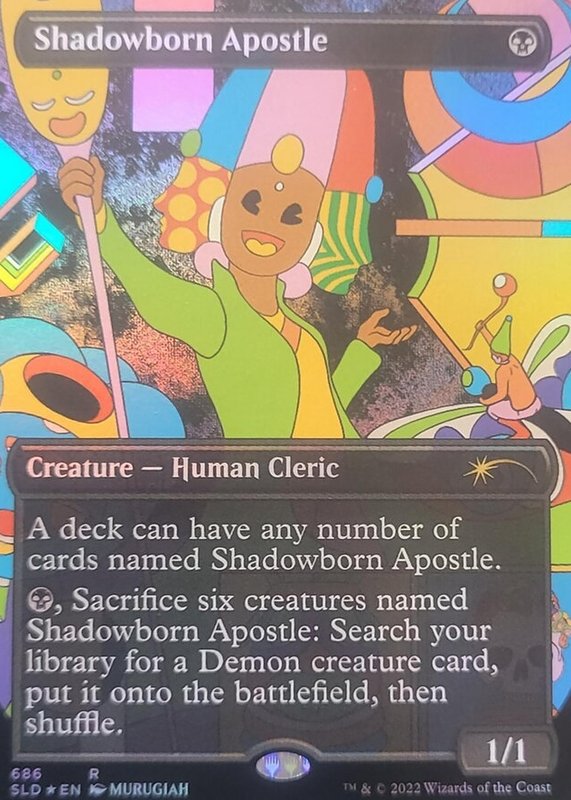 Shadowborn Apostle
Creature — Human Cleric
A deck can have any number of
cards named Shadowborn Apostle.
, Sacrifice six creatures named
Shadowborn Apostle: Search your
library for a Demon creature card,
put it onto the battlefield, then
shuffle.
1/1
686 R
SLD ★ EN MURUGIAH
™ & © 2022 Wizards of the Coast